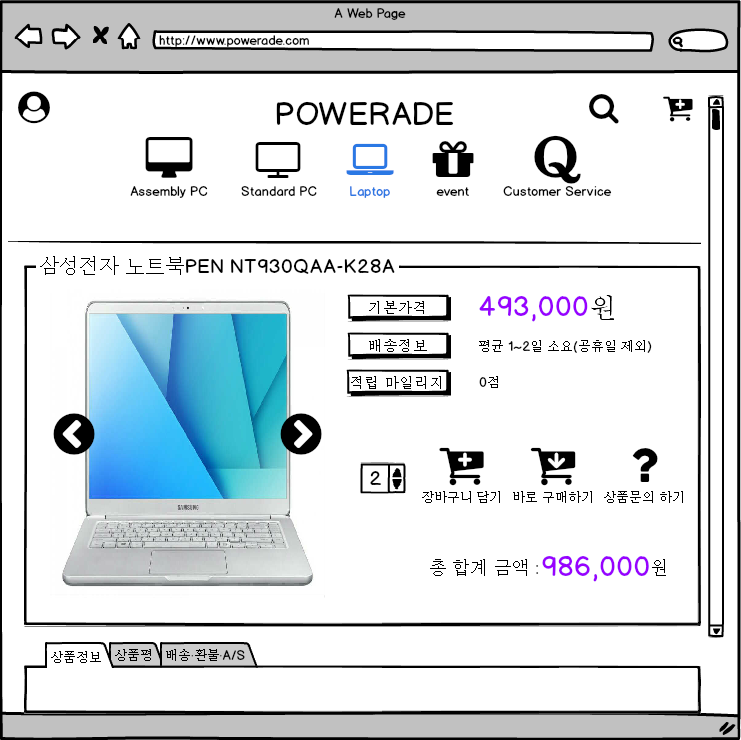 A Web Page
http://www.powerade.com
POWERADE
Assembly PC
Standard PC
Laptop
event
Q
Customer Service
삼성전자 노트북PEN NT930QAA-K28A
기본가격
493,000원
배송정보
평균 1~2일 소요(공휴일 제외)
적립 마일리지
0점
SAMSUNG
2
?
장바구니 담기
바로 구매하기
상품문의 하기
총 합계 금액 :986,000원
상품정보
상품평
배송·환불·A/S